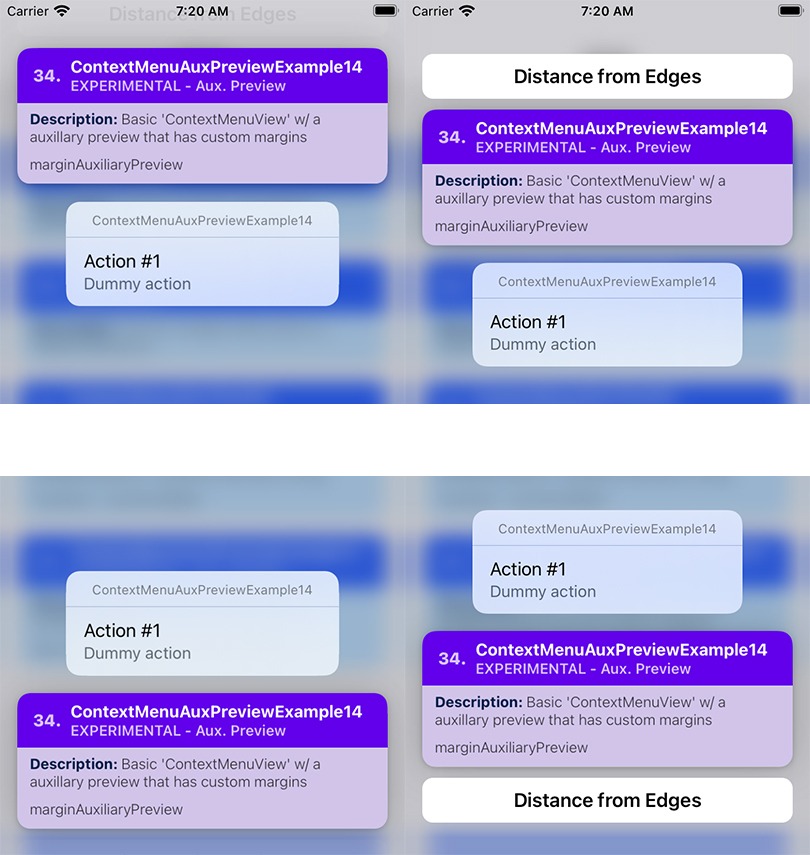 Carrier 7:20 AM
Distance from Edges
34. ContextMenuAuxPreviewExample14
EXPERIMENTAL - Aux. Preview
Description: Basic 'ContextMenuView' w/ a
auxillary preview that has custom margins
marginAuxiliaryPreview
ContextMenuAuxPreviewExample14
Action #1
Dummy action
Carrier 7:20 AM
Distance from Edges
34. ContextMenuAuxPreviewExample14
EXPERIMENTAL - Aux. Preview
Description: Basic 'ContextMenuView' w/ a
auxillary preview that has custom margins
marginAuxiliaryPreview
ContextMenuAuxPreviewExample14
Action #1
Dummy action
ContextMenuAuxPreviewExample14
Action #1
Dummy action
34. ContextMenuAuxPreviewExample14
EXPERIMENTAL - Aux. Preview
Description: Basic 'ContextMenuView' w/ a
auxillary preview that has custom margins
marginAuxiliaryPreview
ContextMenuAuxPreviewExample14
Action #1
Dummy action
34. ContextMenuAuxPreviewExample14
EXPERIMENTAL - Aux. Preview
Description: Basic 'ContextMenuView' w/ a
auxillary preview that has custom margins
marginAuxiliaryPreview
Distance from Edges